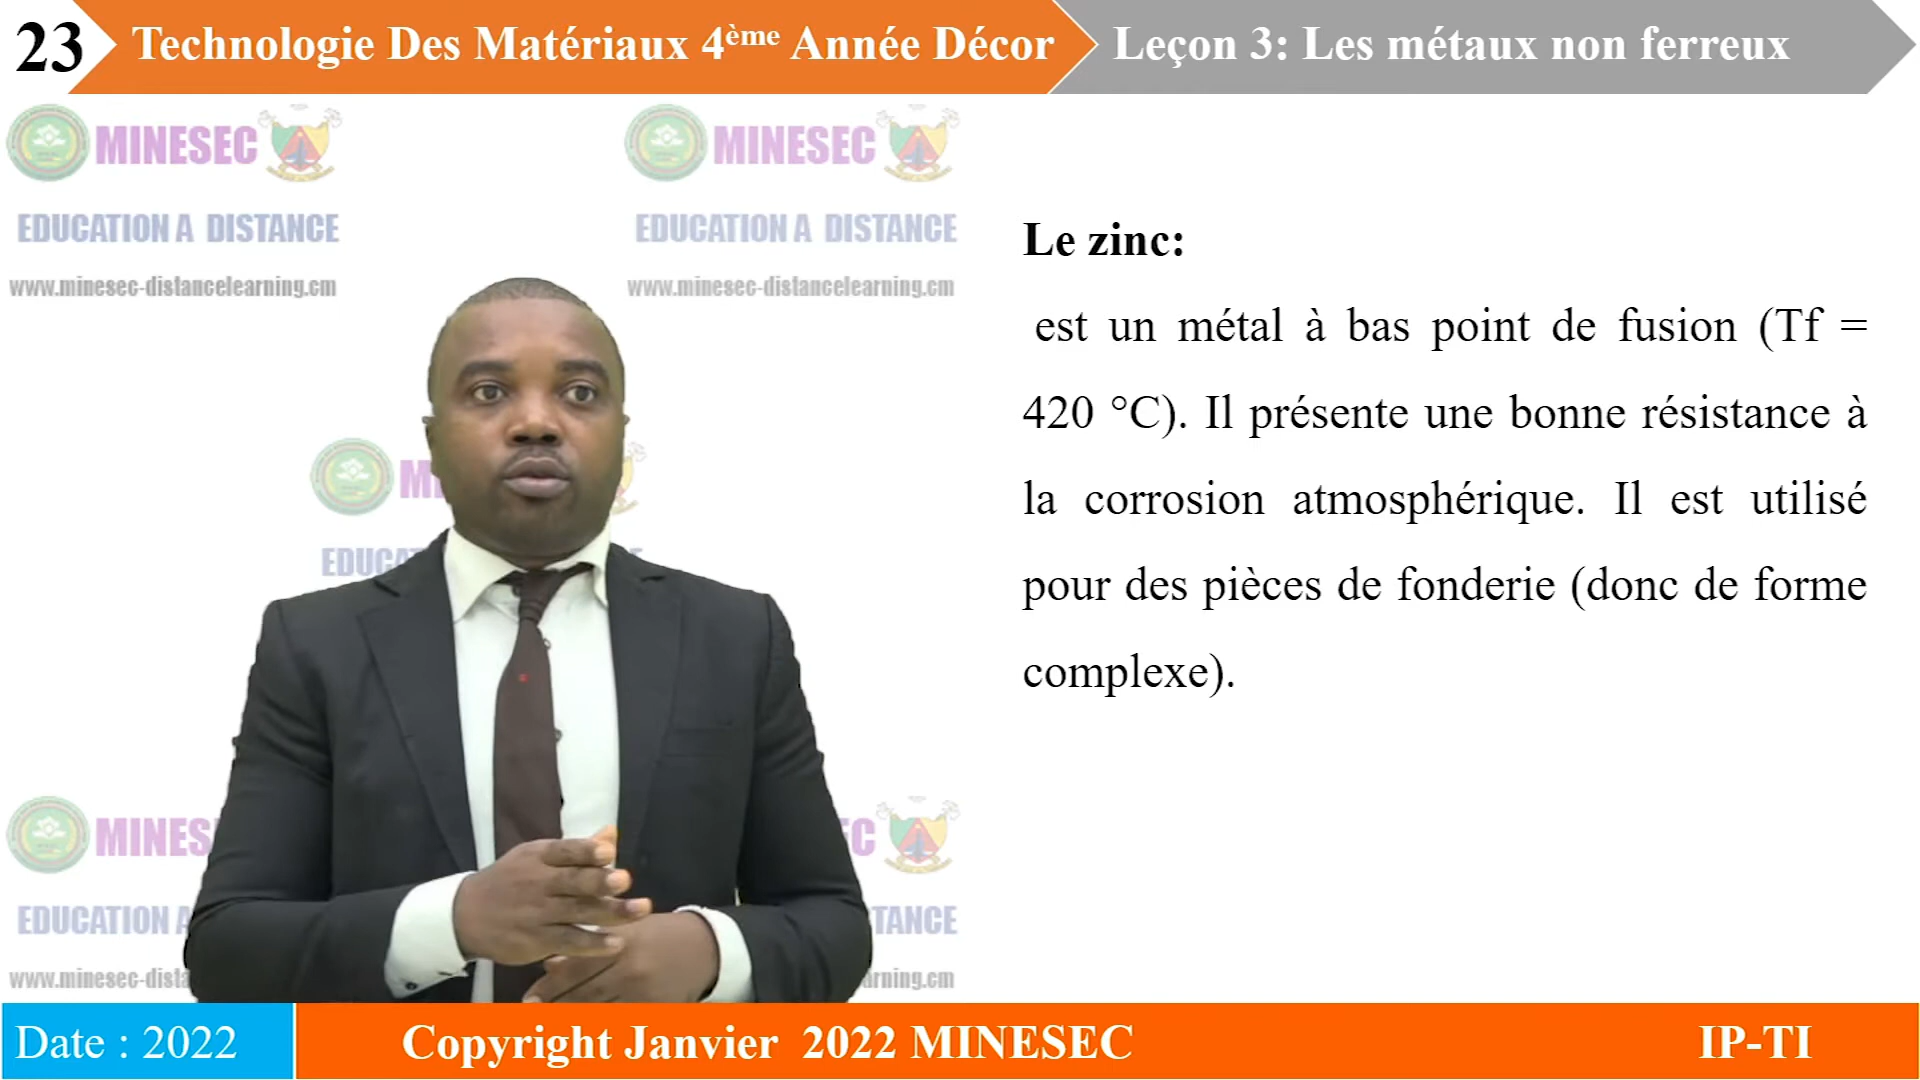 23
Technologie Des Matériaux 4ème Année Décor
Leçon 3: Les métaux non ferreux
MINESEC
EDUCATION A DISTANCE
www.minesec-distancelearning.cm
MINESEC
EDUCATION A DISTANCE
www.minesec-distancelearning.cm
Le zinc:
est un métal à bas point de fusion (Tf =
420 °C). Il présente une bonne résistance à
la corrosion atmosphérique. Il est utilisé
pour des pièces de fonderie (donc de forme
complexe).
Date : 2022
Copyright Janvier 2022 MINESEC
IP-TI